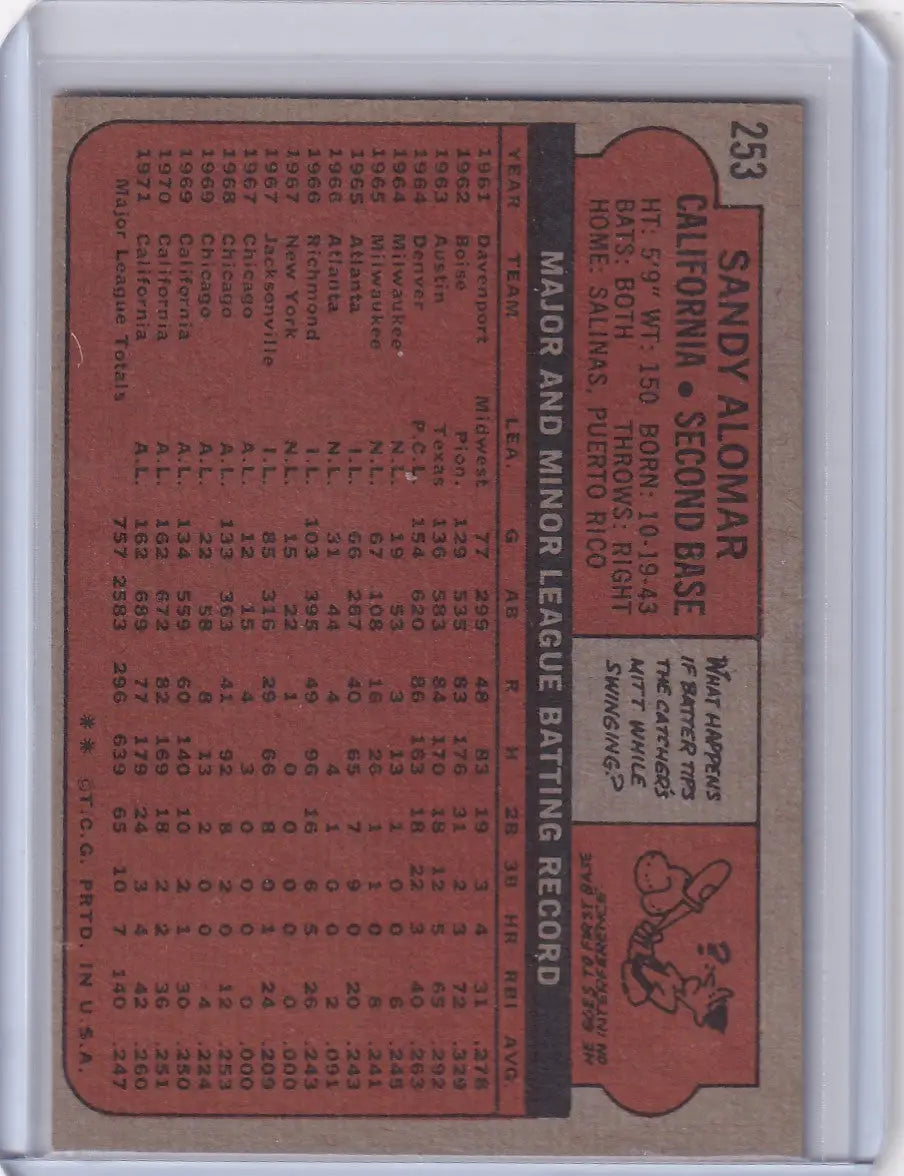 253
SANDY ALOMAR
CALIFORNIA • SECOND BASE
HT: 5'9" WT: 150 BORN: 10-19-43
BATS: BOTH THROWS: RIGHT
HOME: SALINAS, PUERTO RICO
WHAT HAPPENS
IF BATTER TIPS
THE CATCHER'S
MITT WHILE
SWINGING?
?
HE GOES TO FIRST BASE
ON INTERFERENCE.
MAJOR AND MINOR LEAGUE BATTING RECORD
YEAR TEAM LEA. G AB R H 2B 3B HR RBI AVG.
1961 Davenport Midwest 77 299 48 83 19 3 4 31 .278
1962 Boise Pion. 129 535 83 176 31 2 3 72 .329
1963 Austin Texas 136 583 84 170 18 12 5 65 .292
1964 Denver P.C.L. 154 620 86 163 18 22 3 40 .263
1964 Milwaukee N.L. 19 53 3 13 1 0 0 6 .245
1965 Milwaukee N.L. 67 108 16 26 1 1 0 8 .241
1965 Atlanta I.L. 66 267 40 65 7 9 0 20 .243
1966 Atlanta N.L. 31 44 4 4 1 0 0 2 .091
1966 Richmond I.L. 103 395 49 96 16 6 5 26 .243
1967 New York N.L. 15 22 1 0 0 0 0 0 .000
1967 Jacksonville I.L. 85 316 29 66 8 0 1 24 .209
1967 Chicago A.L. 12 15 4 3 0 0 0 0 .000
1968 Chicago A.L. 133 363 41 92 8 2 0 12 .253
1969 Chicago A.L. 22 58 8 13 2 0 0 4 .224
1969 California A.L. 134 559 60 140 10 2 1 30 .250
1970 California A.L. 162 672 82 169 18 2 2 36 .251
1971 California A.L. 162 689 77 179 24 3 4 42 .260
Major League Totals 757 2583 296 639 65 10 7 140 .247
** ©T.C.G. PRTD. IN U.S.A.